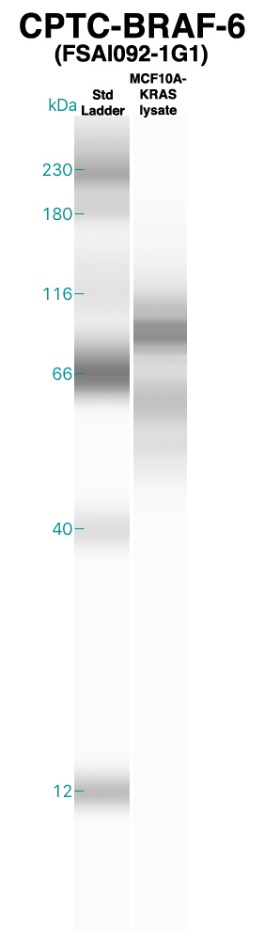 CPTC-BRAF-6
(FSAI092-1G1)
kDa
Std
Ladder
MCF10A-
KRAS
lysate
230
180
116
66
40
12